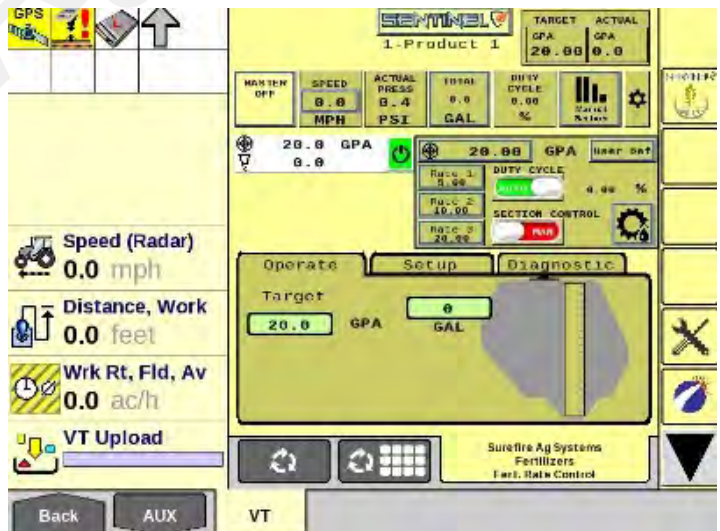 GPS
SENTINEL
1-Product 1
TARGET ACTUAL
GPA GPA
20.00 0.0
MASTER OFF
SPEED
0.0
MPH
ACTUAL PRESS
0.4
PSI
TOTAL
0.0
GAL
DUTY CYCLE
0.00
%
20.0 GPA
0.0
20.00 GPA User Def
Rate 1
5.00
Rate 2
10.00
Rate 3
20.00
DUTY CYCLE
AUTO
0.00 %
SECTION CONTROL
MAN
Operate
Setup
Diagnostic
Target
20.0 GPA
0
GAL
Speed (Radar)
0.0 mph
Distance, Work
0.0 feet
Wrk Rt, Fld, Av
0.0 ac/h
VT Upload
Surefire Ag Systems
Fertilizers
Fert. Rate Control
Back
AUX
VT